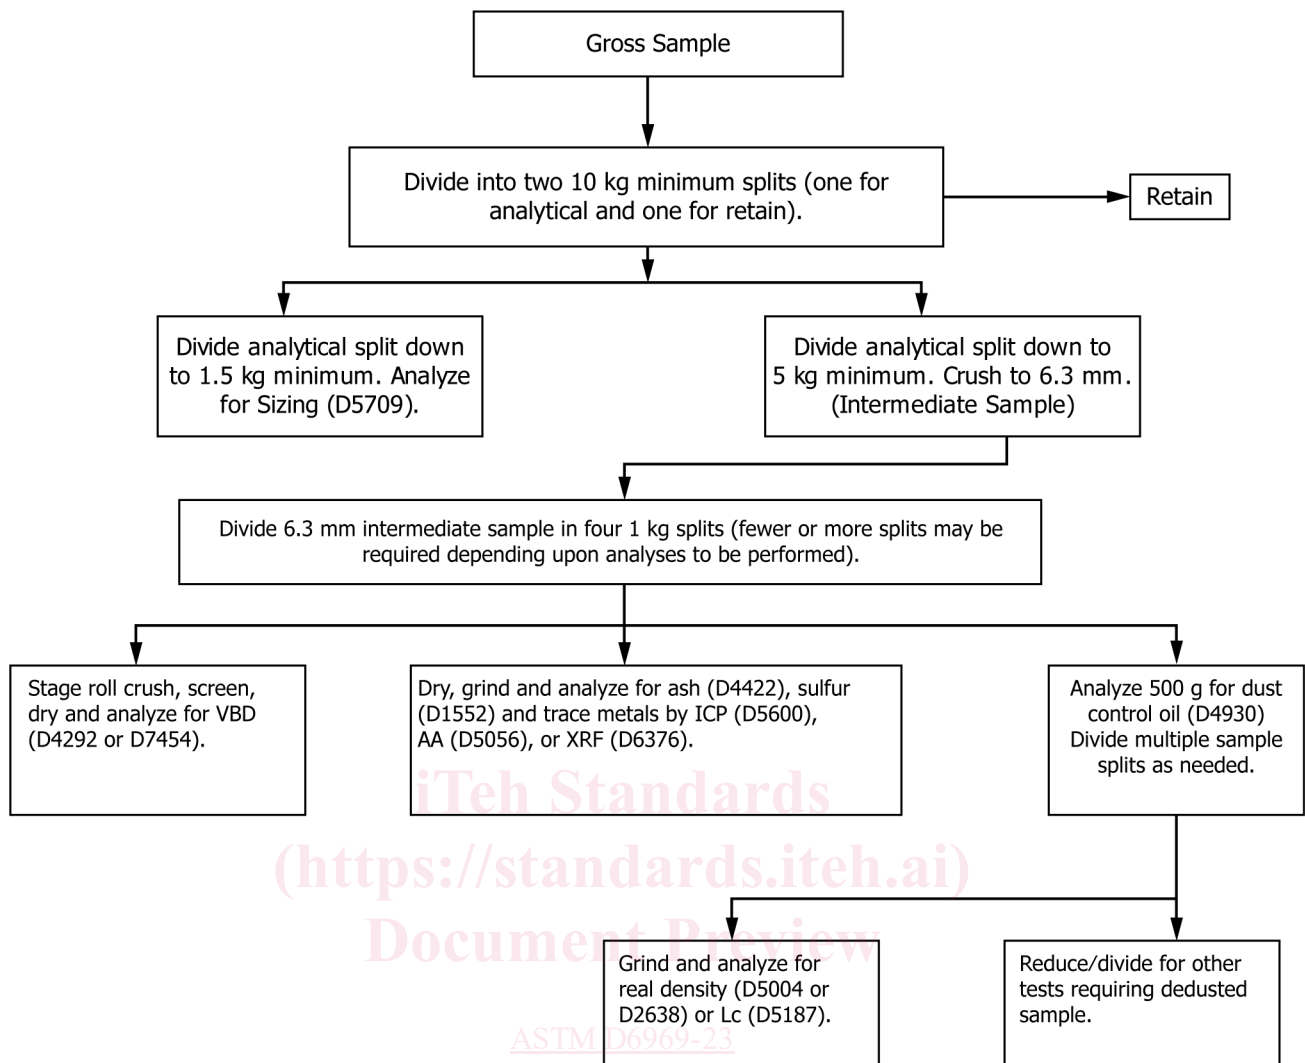 Gross Sample
Divide into two 10 kg minimum splits (one for
analytical and one for retain).
Retain
Divide analytical split down
to 1.5 kg minimum. Analyze
for Sizing (D5709).
Divide analytical split down to
5 kg minimum. Crush to 6.3 mm.
(Intermediate Sample)
Divide 6.3 mm intermediate sample in four 1 kg splits (fewer or more splits may be
required depending upon analyses to be performed).
Stage roll crush, screen,
dry and analyze for VBD
(D4292 or D7454).
Dry, grind and analyze for ash (D4422), sulfur
(D1552) and trace metals by ICP (D5600),
AA (D5056), or XRF (D6376).
Analyze 500 g for dust
control oil (D4930)
Divide multiple sample
splits as needed.
iTeh Standards
(https://standards.iteh.ai)
Document Preview
Grind and analyze for
real density (D5004 or
D2638) or Lc (D5187).
Reduce/divide for other
tests requiring dedusted
sample.
ASTM D6969-23